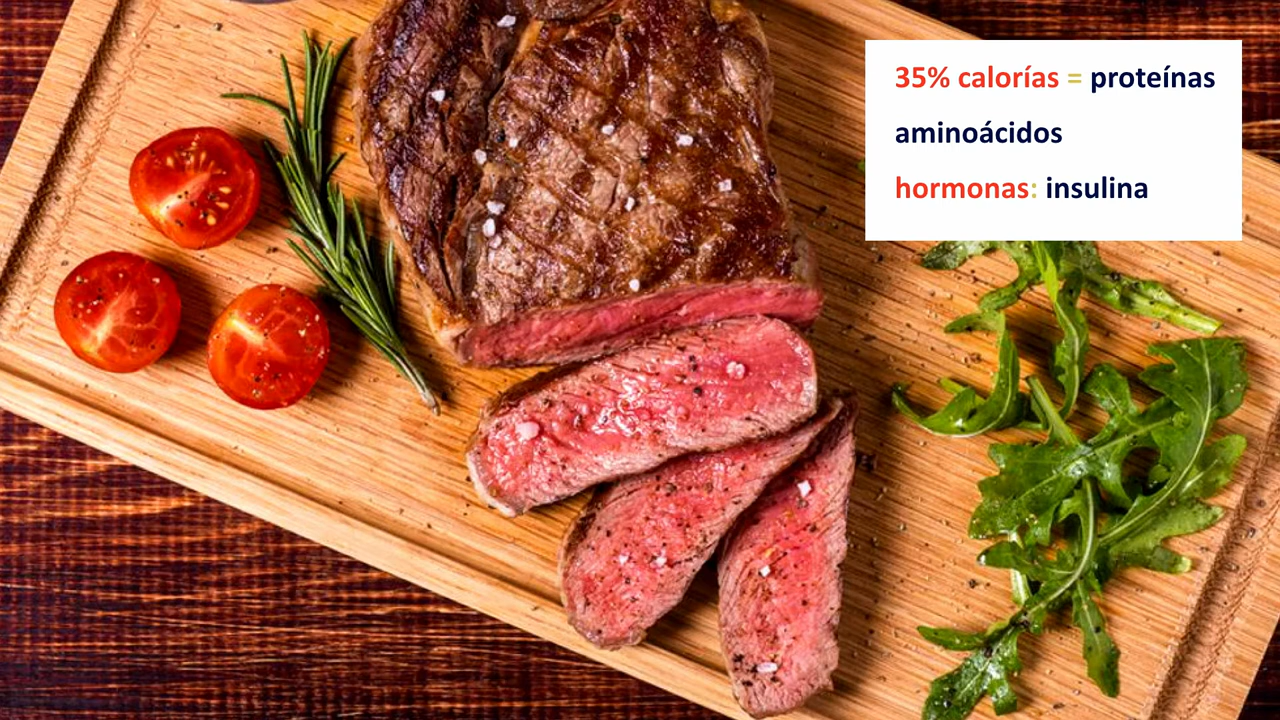 35% calorías = proteínas
aminoácidos
hormonas: insulina